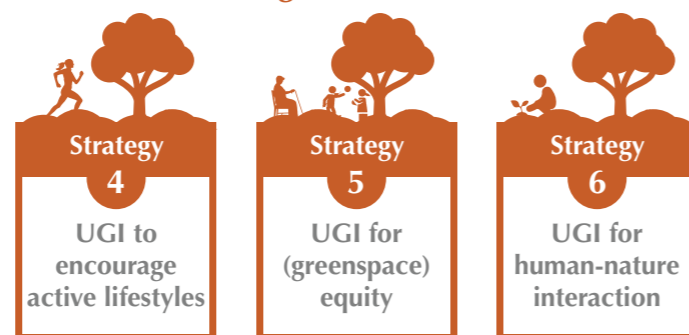 Strategy
4
UGI to
encourage
active lifestyles
Strategy
5
UGI for
(greenspace)
equity
Strategy
6
UGI for
human-nature
interaction